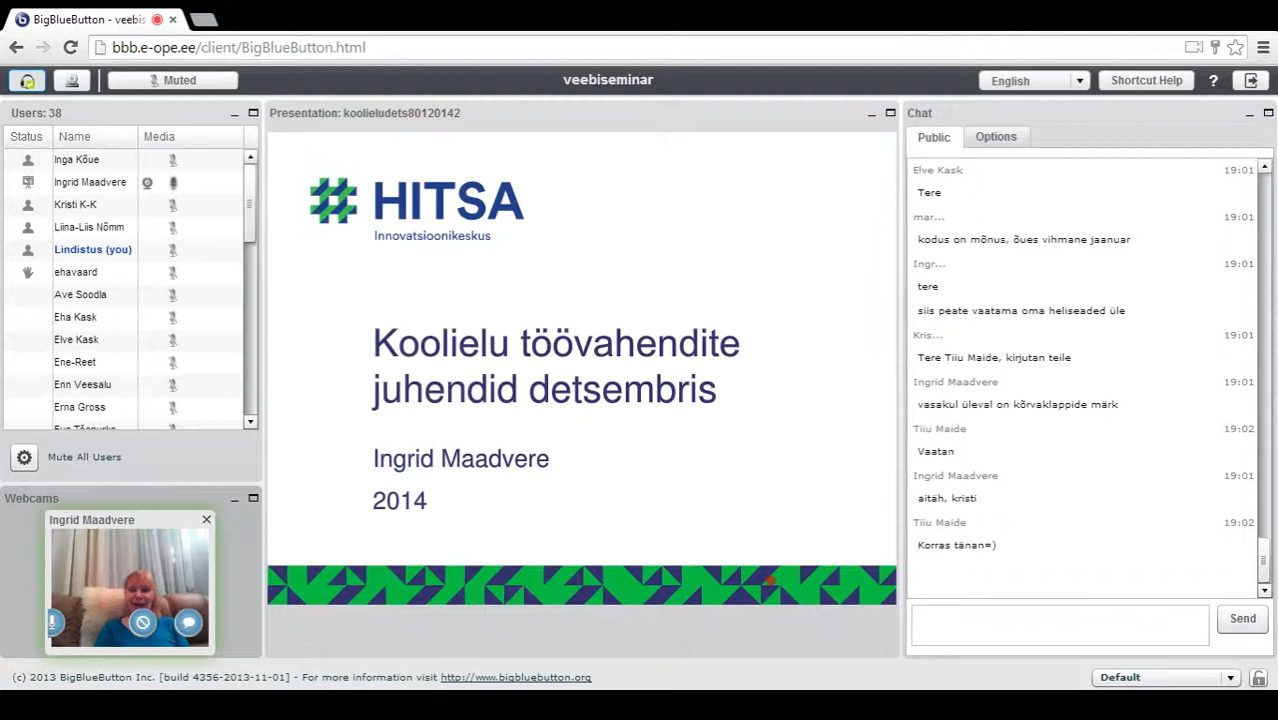 BigBlueButton - veebis
bbb.e-ope.ee/client/BigBlueButton.html
Muted
veebiseminar
English
Shortcut Help
?
Users: 38
Status Name Media
Inga Kõue
Ingrid Maadvere
Kristi K-K
Liina-Liis Nõmm
Lindistus (you)
ehavaard
Ave Soodla
Eha Kask
Elve Kask
Ene-Reet
Enn Veesalu
Erna Gross
Mute All Users
Webcams
Ingrid Maadvere
Presentation: koolieludets80120142
HITSA
Innovatsioonikeskus
Koolielu töövahendite
juhendid detsembris
Ingrid Maadvere
2014
Chat
Public Options
Elve Kask 19:01
Tere
mar... 19:01
kodus on mõnus, õues vihmane jaanuar
Ingr... 19:01
tere
siis peate vaatama oma heliseaded üle
Kris... 19:01
Tere Tiiu Maide, kirjutan teile
Ingrid Maadvere 19:01
vasakul üleval on kõrvaklappide märk
Tiiu Maide 19:02
Vaatan
Ingrid Maadvere 19:01
aitäh, kristi
Tiiu Maide 19:02
Korras tänan=)
Send
(c) 2013 BigBlueButton Inc. [build 4356-2013-11-01] - For more information visit http://www.bigbluebutton.org
Default